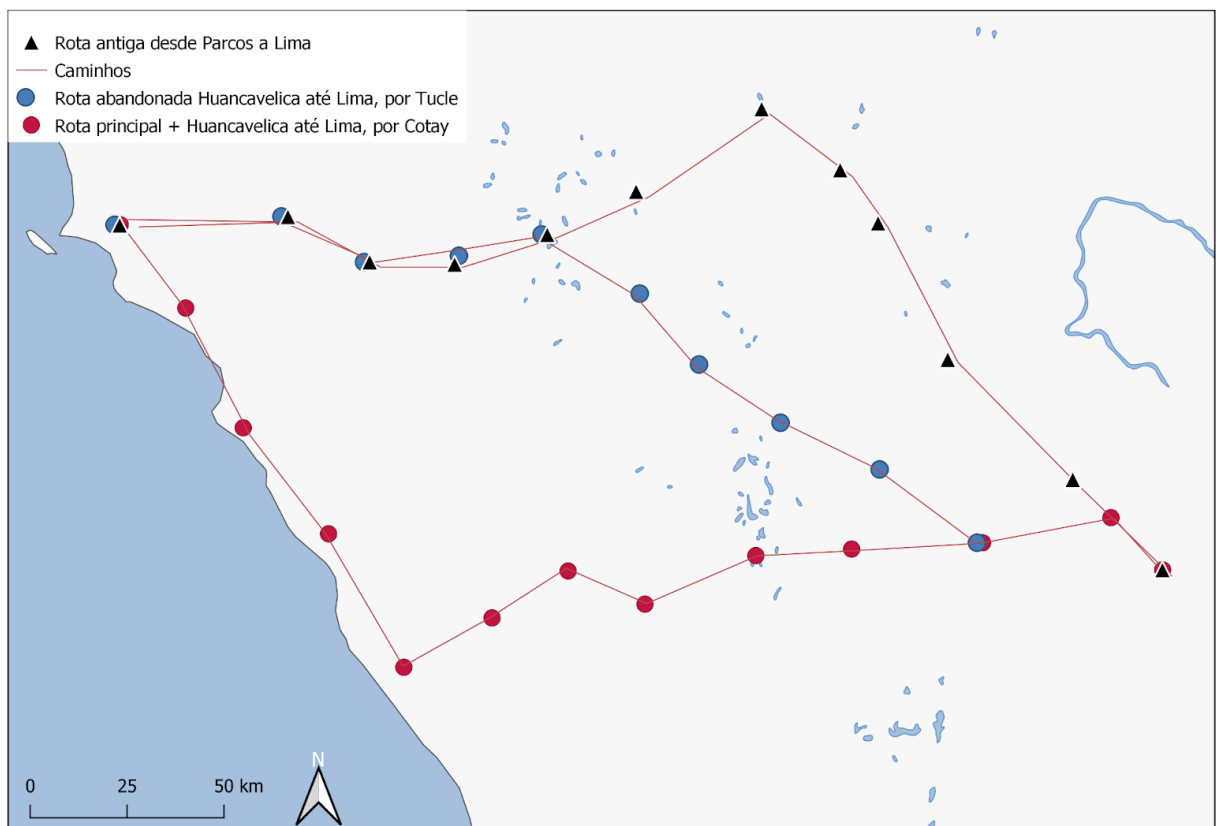 Rota antiga desde Parcos a Lima
Caminhos
Rota abandonada Huancavelica até Lima, por Tucle
Rota principal + Huancavelica até Lima, por Cotay
0 25 50 km
N